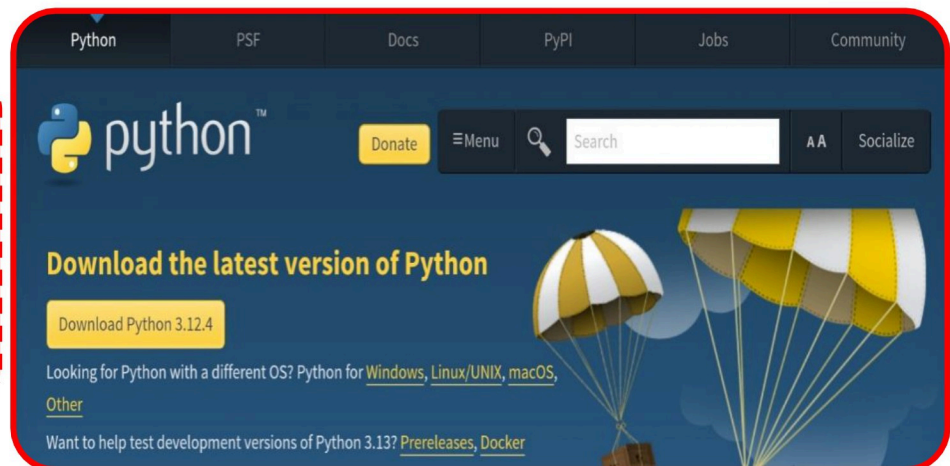 Python PSF Docs PyPI Jobs Community
python™
Donate ≡Menu Search AA Socialize
Download the latest version of Python
Download Python 3.12.4
Looking for Python with a different OS? Python for Windows, Linux/UNIX, macOS,
Other
Want to help test development versions of Python 3.13? Prereleases, Docker